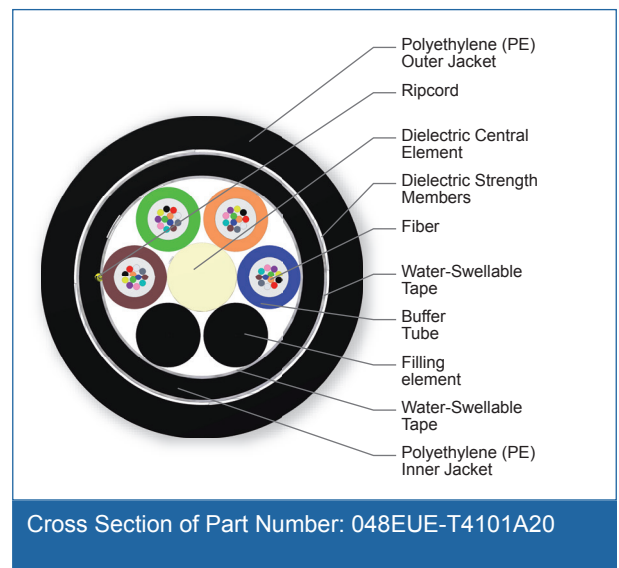 Polyethylene (PE)
Outer Jacket
Ripcord
Dielectric Central
Element
Dielectric Strength
Members
Fiber
Water-Swellable
Tape
Buffer
Tube
Filling
element
Water-Swellable
Tape
Polyethylene (PE)
Inner Jacket
Cross Section of Part Number: 048EUE-T4101A20